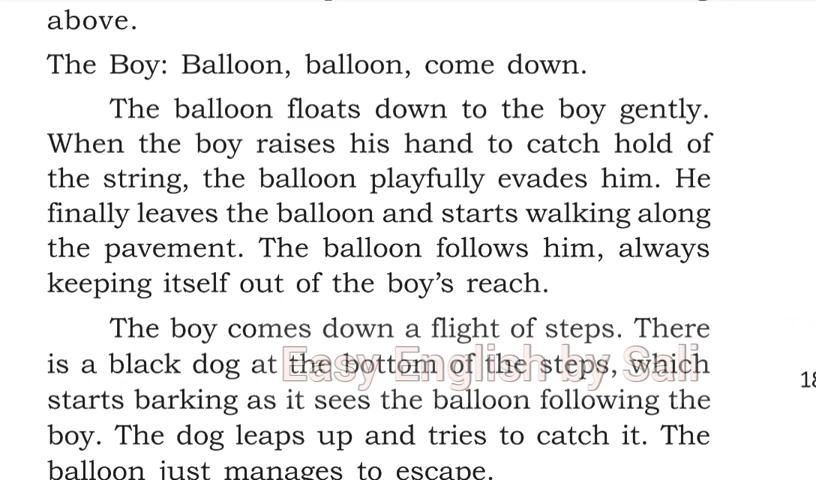 above.
The Boy: Balloon, balloon, come down.
The balloon floats down to the boy gently.
When the boy raises his hand to catch hold of
the string, the balloon playfully evades him. He
finally leaves the balloon and starts walking along
the pavement. The balloon follows him, always
keeping itself out of the boy's reach.
The boy comes down a flight of steps. There
is a black dog at the bottom of the steps, which
Easy English by Sali
starts barking as it sees the balloon following the
18
boy. The dog leaps up and tries to catch it. The
balloon just manages to escape.